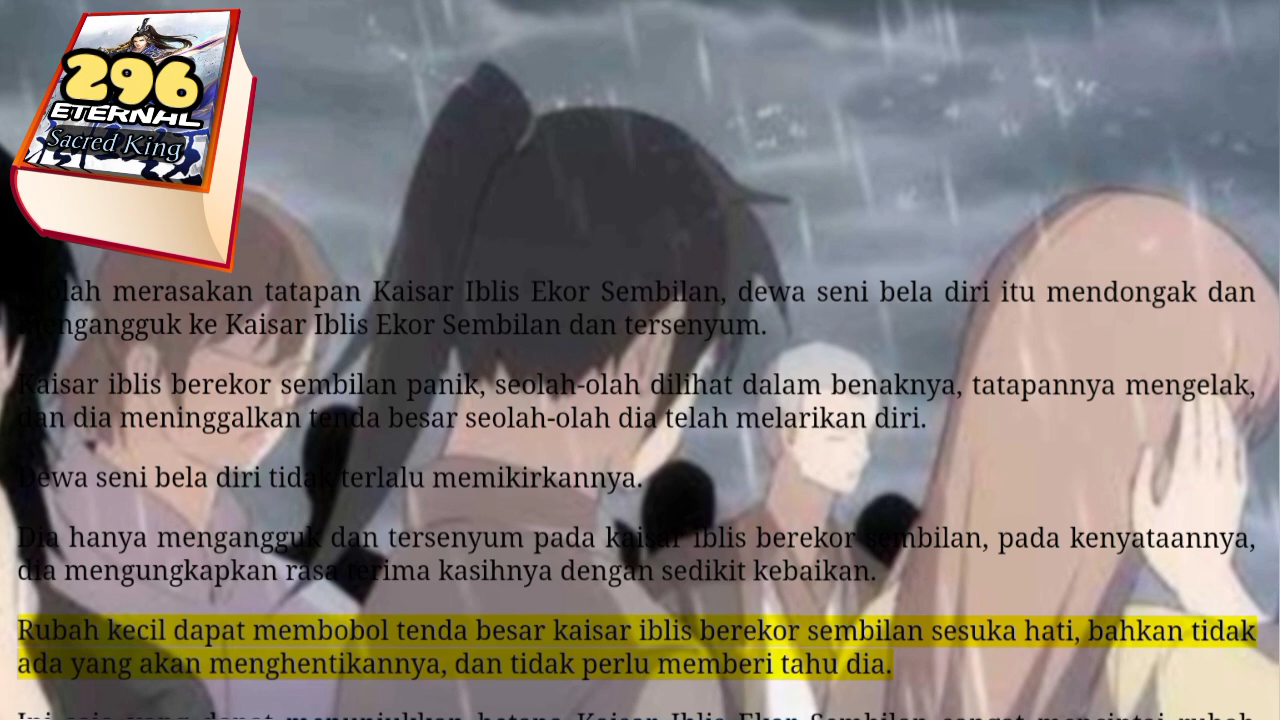 296
ETERNAL
Sacred King
Seolah merasakan tatapan Kaisar Iblis Ekor Sembilan, dewa seni bela diri itu mendongak dan
mengangguk ke Kaisar Iblis Ekor Sembilan dan tersenyum.
Kaisar iblis berekor sembilan panik, seolah-olah dilihat dalam benaknya, tatapannya mengelak,
dan dia meninggalkan tenda besar seolah-olah dia telah melarikan diri.
Dewa seni bela diri tidak terlalu memikirkannya.
Dia hanya mengangguk dan tersenyum pada kaisar iblis berekor sembilan, pada kenyataannya,
dia mengungkapkan rasa terima kasihnya dengan sedikit kebaikan.
Rubah kecil dapat membobol tenda besar kaisar iblis berekor sembilan sesuka hati, bahkan tidak
ada yang akan menghentikannya, dan tidak perlu memberi tahu dia.